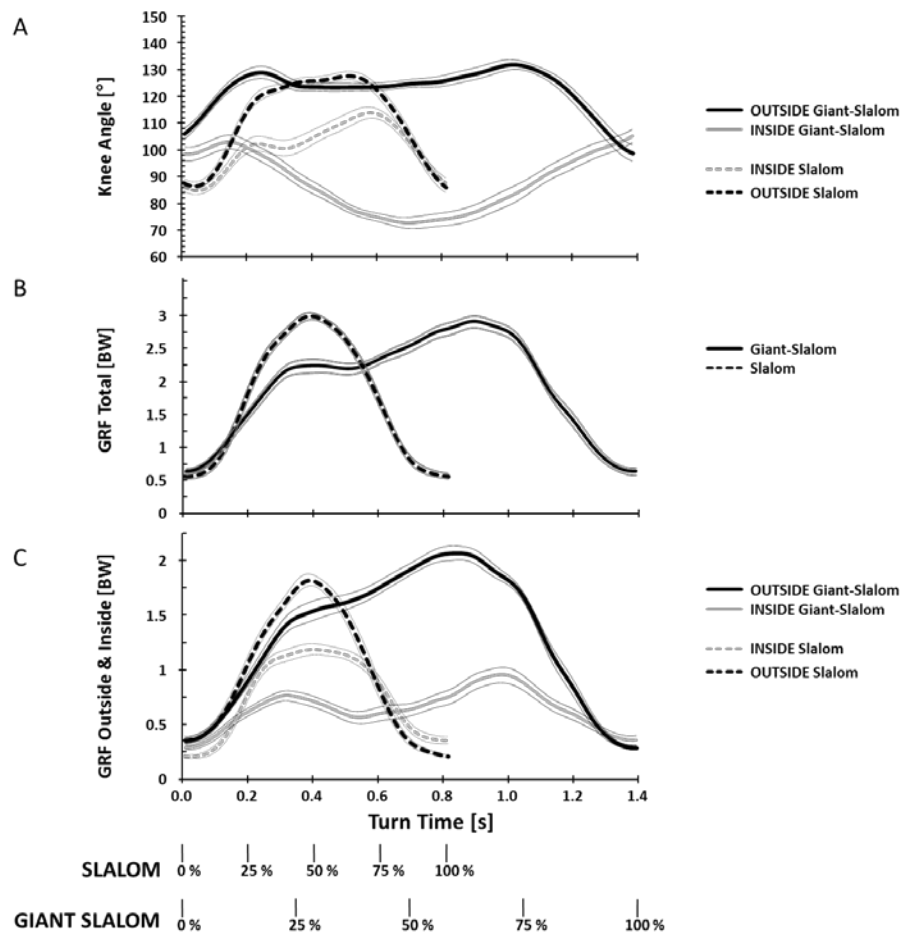 A
Knee Angle [°]
150
140
130
120
110
100
90
80
70
60
OUTSIDE Giant-Slalom
INSIDE Giant-Slalom
INSIDE Slalom
OUTSIDE Slalom
B
GRF Total [BW]
3
2.5
2
1.5
1
0.5
0
Giant-Slalom
Slalom
C
GRF Outside & Inside [BW]
2
1.5
1
0.5
0
OUTSIDE Giant-Slalom
INSIDE Giant-Slalom
INSIDE Slalom
OUTSIDE Slalom
0.0 0.2 0.4 0.6 0.8 1.0 1.2 1.4
Turn Time [s]
SLALOM 0 % 25 % 50 % 75 % 100 %
GIANT SLALOM 0 % 25 % 50 % 75 % 100 %